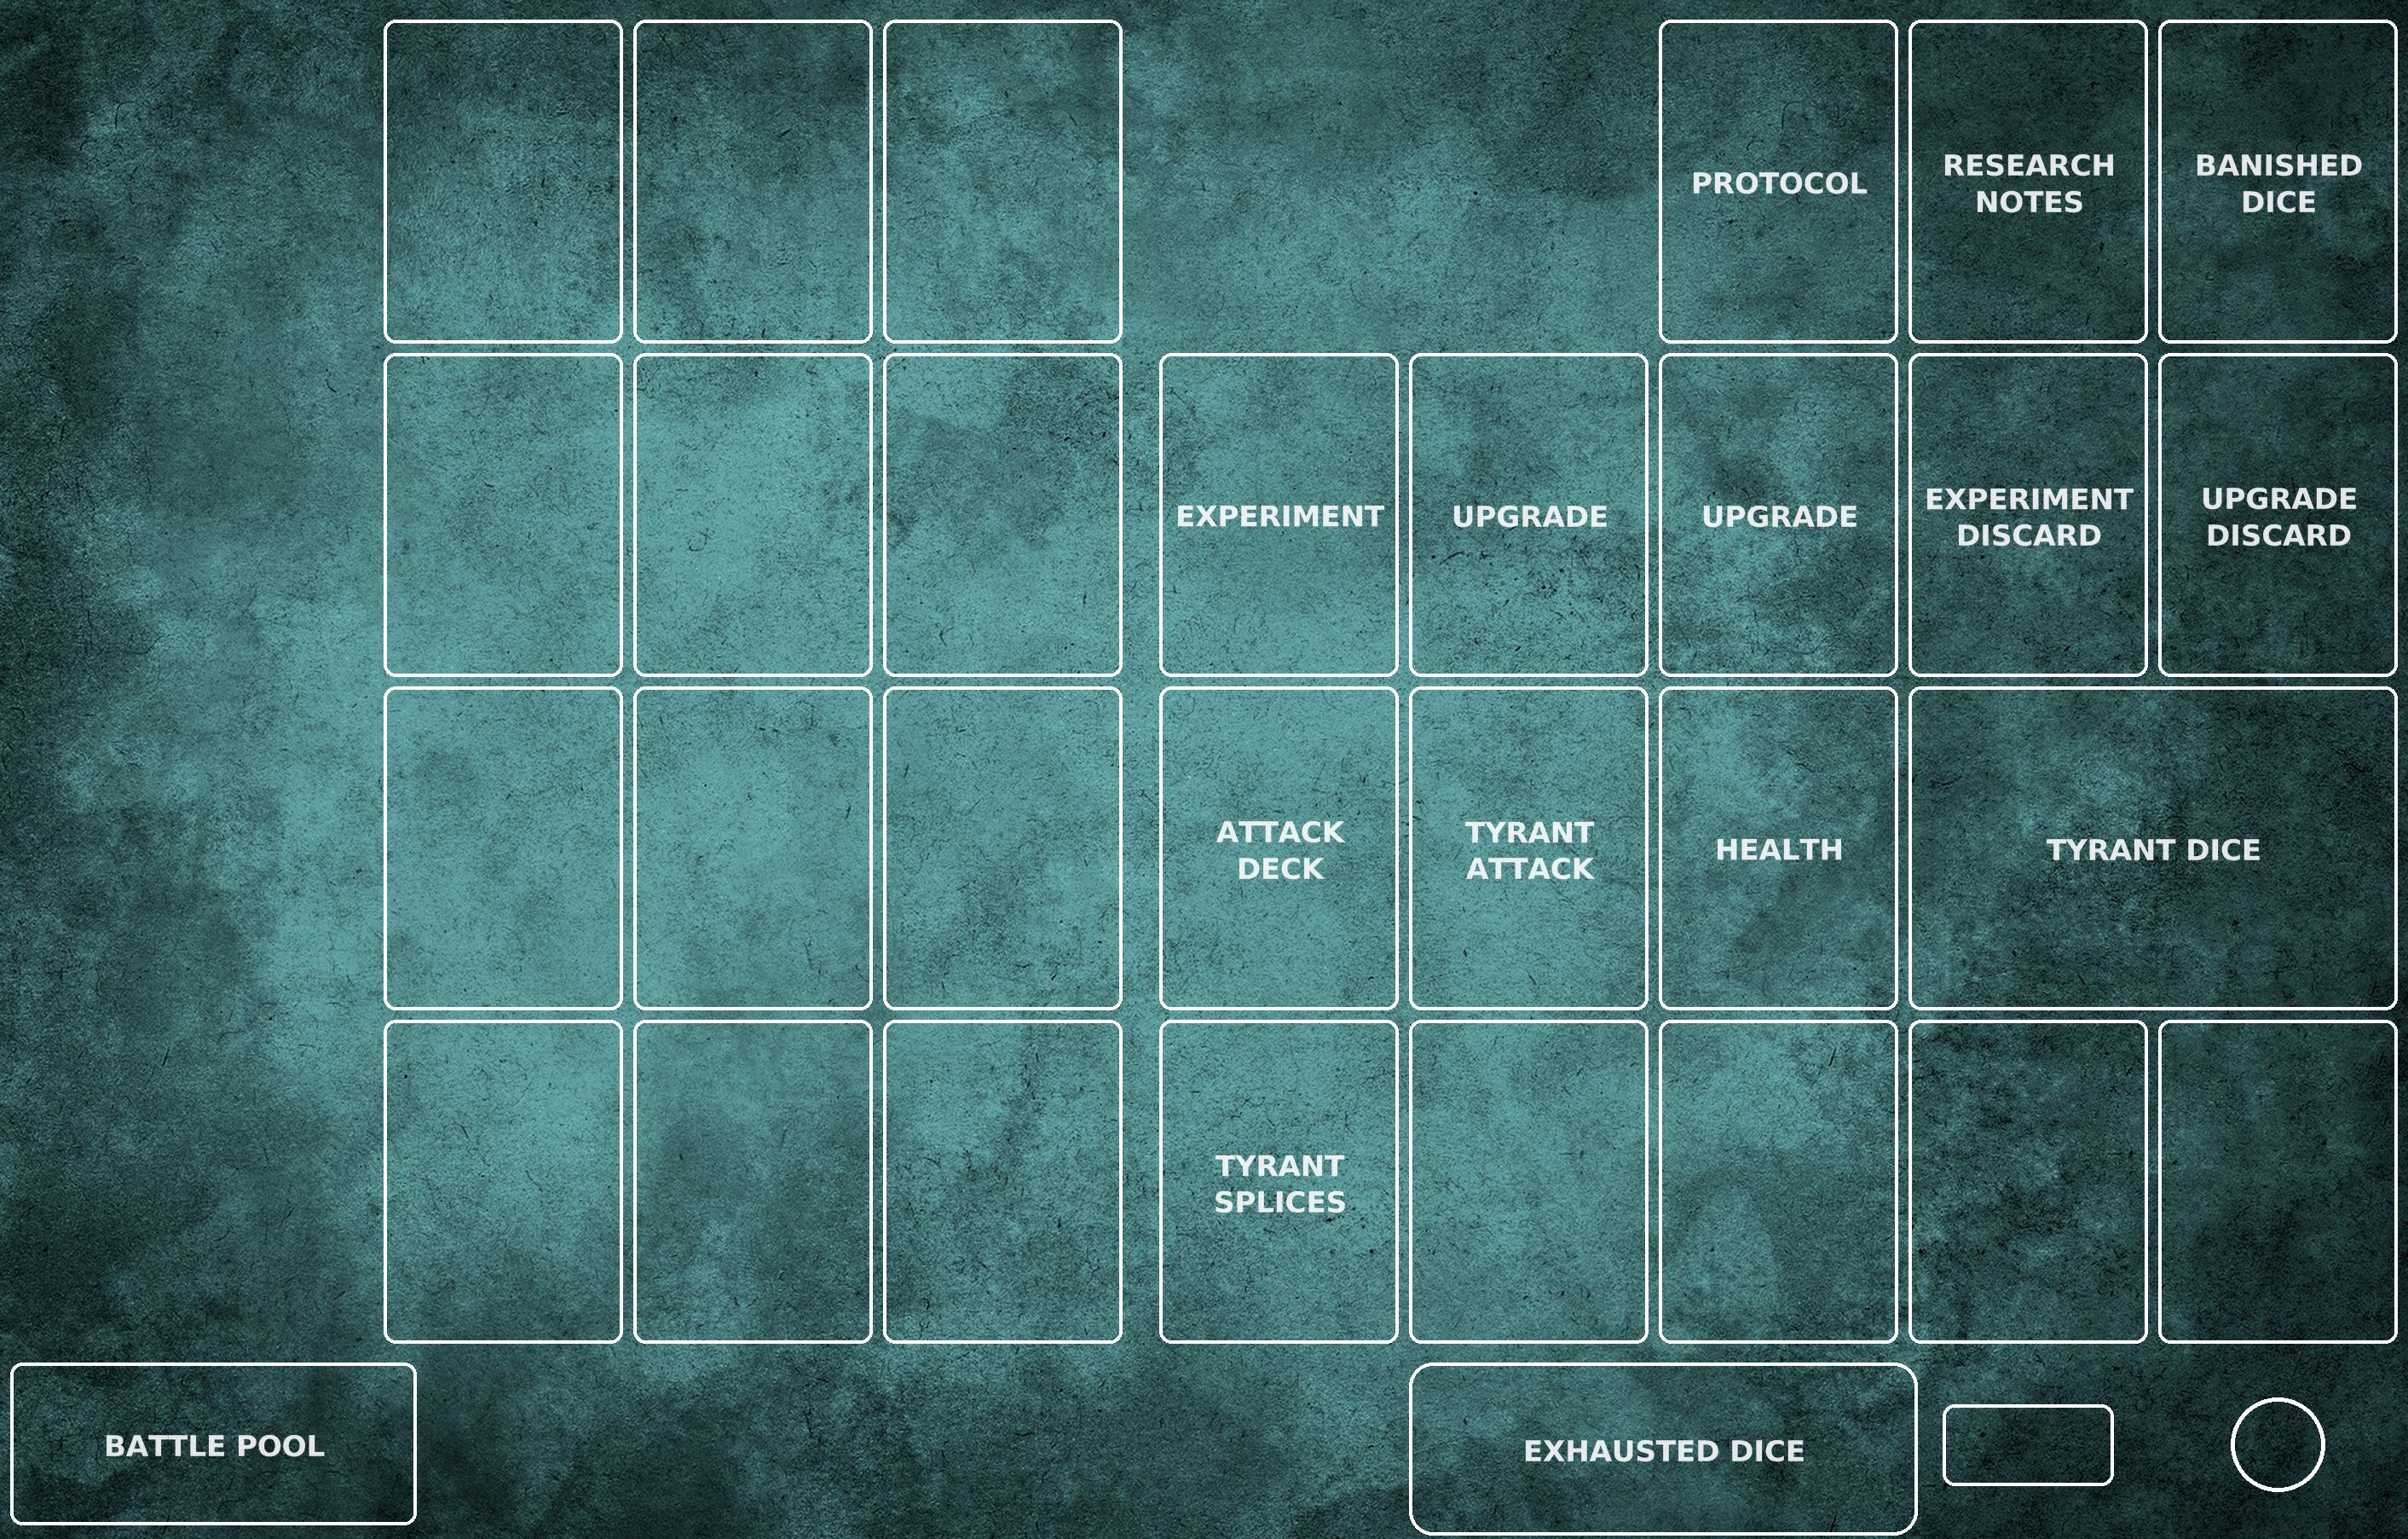 PROTOCOL
RESEARCH
NOTES
BANISHED
DICE
EXPERIMENT
UPGRADE
UPGRADE
EXPERIMENT
DISCARD
UPGRADE
DISCARD
ATTACK
DECK
TYRANT
ATTACK
HEALTH
TYRANT DICE
TYRANT
SPLICES
BATTLE POOL
EXHAUSTED DICE